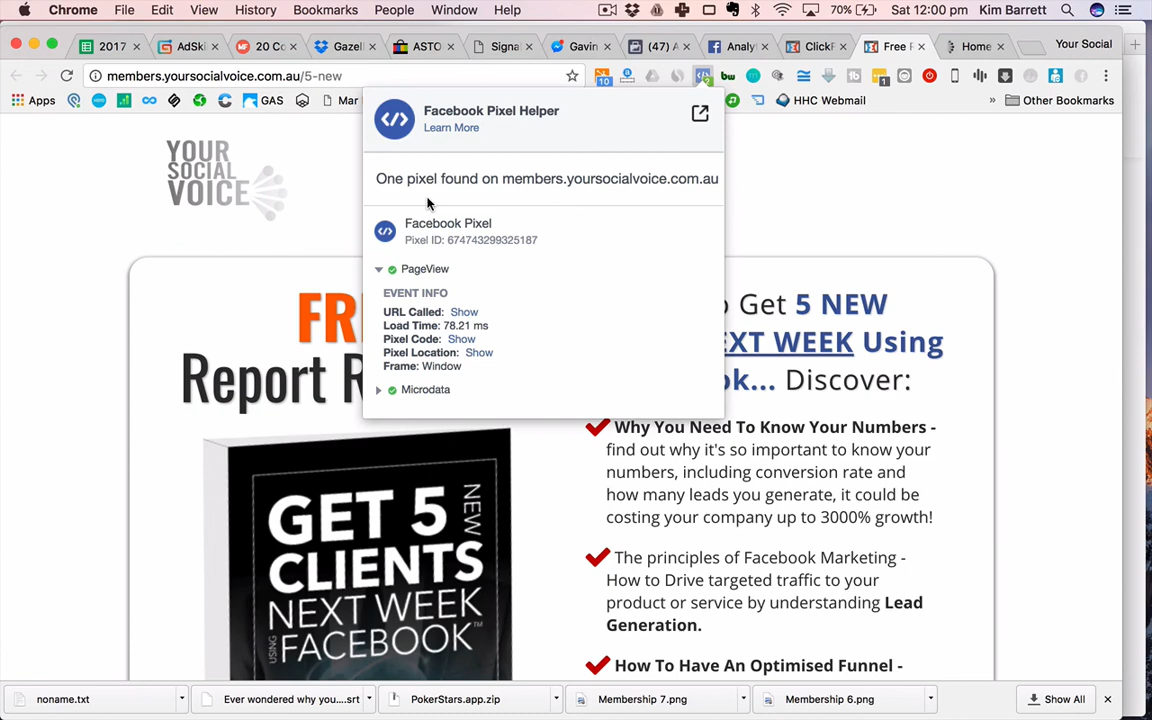 Chrome File Edit View History Bookmarks People Window Help 70% Sat 12:00 pm Kim Barrett
2017 AdSki 20 Co Gazell ASTO Signa Gavin (47) A Analy ClickF Free F Home Your Social
members.yoursocialvoice.com.au/5-new
10 1
Apps GAS Mar HHC Webmail » Other Bookmarks
YOUR
SOCIAL
VOICE
Facebook Pixel Helper
Learn More
One pixel found on members.yoursocialvoice.com.au
Facebook Pixel
Pixel ID: 674743299325187
PageView
EVENT INFO
URL Called: Show
Load Time: 78.21 ms
Pixel Code: Show
Pixel Location: Show
Frame: Window
Microdata
FR
Report R
o Get 5 NEW
EXT WEEK Using
ok... Discover:
GET 5 NEW
CLIENTS
NEXT WEEK
USING FACEBOOK™
Why You Need To Know Your Numbers -
find out why it's so important to know your
numbers, including conversion rate and
how many leads you generate, it could be
costing your company up to 3000% growth!
The principles of Facebook Marketing -
How to Drive targeted traffic to your
product or service by understanding Lead
Generation.
How To Have An Optimised Funnel -
noname.txt Ever wondered why you....srt PokerStars.app.zip Membership 7.png Membership 6.png Show All